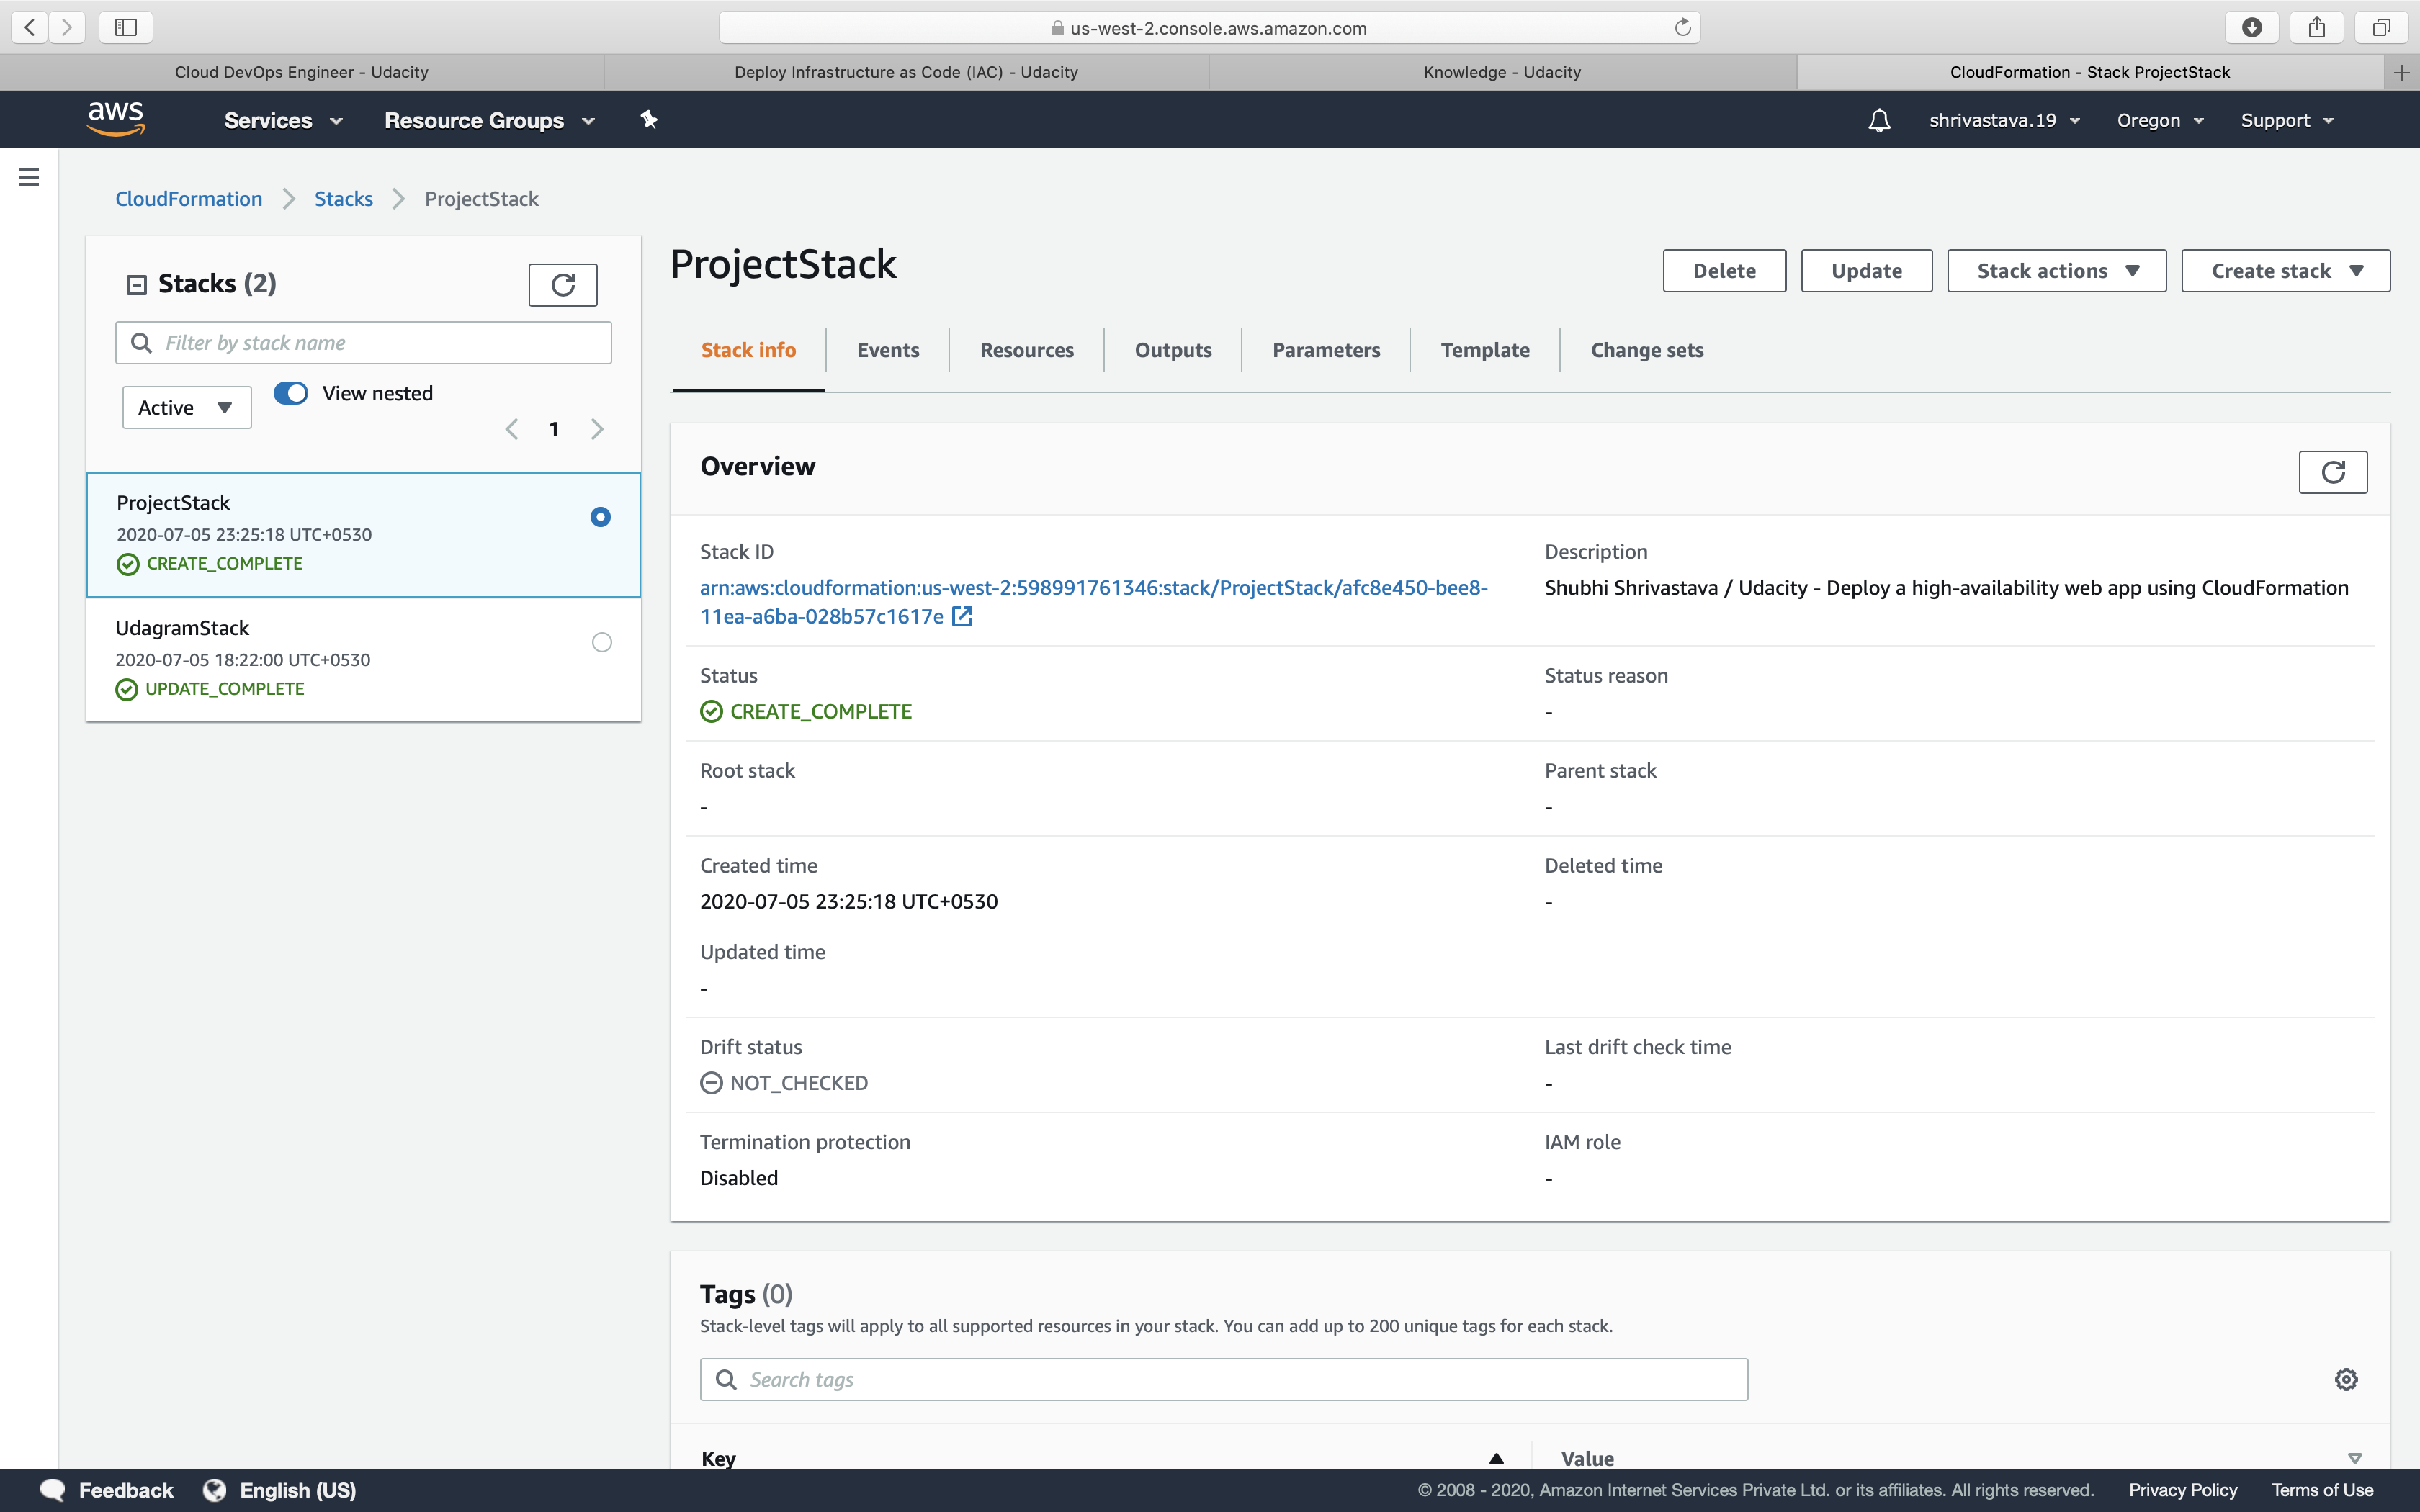 us-west-2.console.aws.amazon.com
Cloud DevOps Engineer - Udacity
Deploy Infrastructure as Code (IAC) - Udacity
Knowledge - Udacity
CloudFormation - Stack ProjectStack
aws
Services
Resource Groups
shrivastava.19
Oregon
Support
CloudFormation
Stacks
ProjectStack
Stacks (2)
Filter by stack name
Active
View nested
1
ProjectStack
2020-07-05 23:25:18 UTC+0530
CREATE_COMPLETE
UdagramStack
2020-07-05 18:22:00 UTC+0530
UPDATE_COMPLETE
ProjectStack
Delete
Update
Stack actions
Create stack
Stack info
Events
Resources
Outputs
Parameters
Template
Change sets
Overview
Stack ID
arn:aws:cloudformation:us-west-2:598991761346:stack/ProjectStack/afc8e450-bee8-
11ea-a6ba-028b57c1617e
Description
Shubhi Shrivastava / Udacity - Deploy a high-availability web app using CloudFormation
Status
CREATE_COMPLETE
Status reason
-
Root stack
-
Parent stack
-
Created time
2020-07-05 23:25:18 UTC+0530
Deleted time
-
Updated time
-
Drift status
NOT_CHECKED
Last drift check time
-
Termination protection
Disabled
IAM role
-
Tags (0)
Stack-level tags will apply to all supported resources in your stack. You can add up to 200 unique tags for each stack.
Search tags
Key
Value
Feedback
English (US)
© 2008 - 2020, Amazon Internet Services Private Ltd. or its affiliates. All rights reserved.
Privacy Policy
Terms of Use